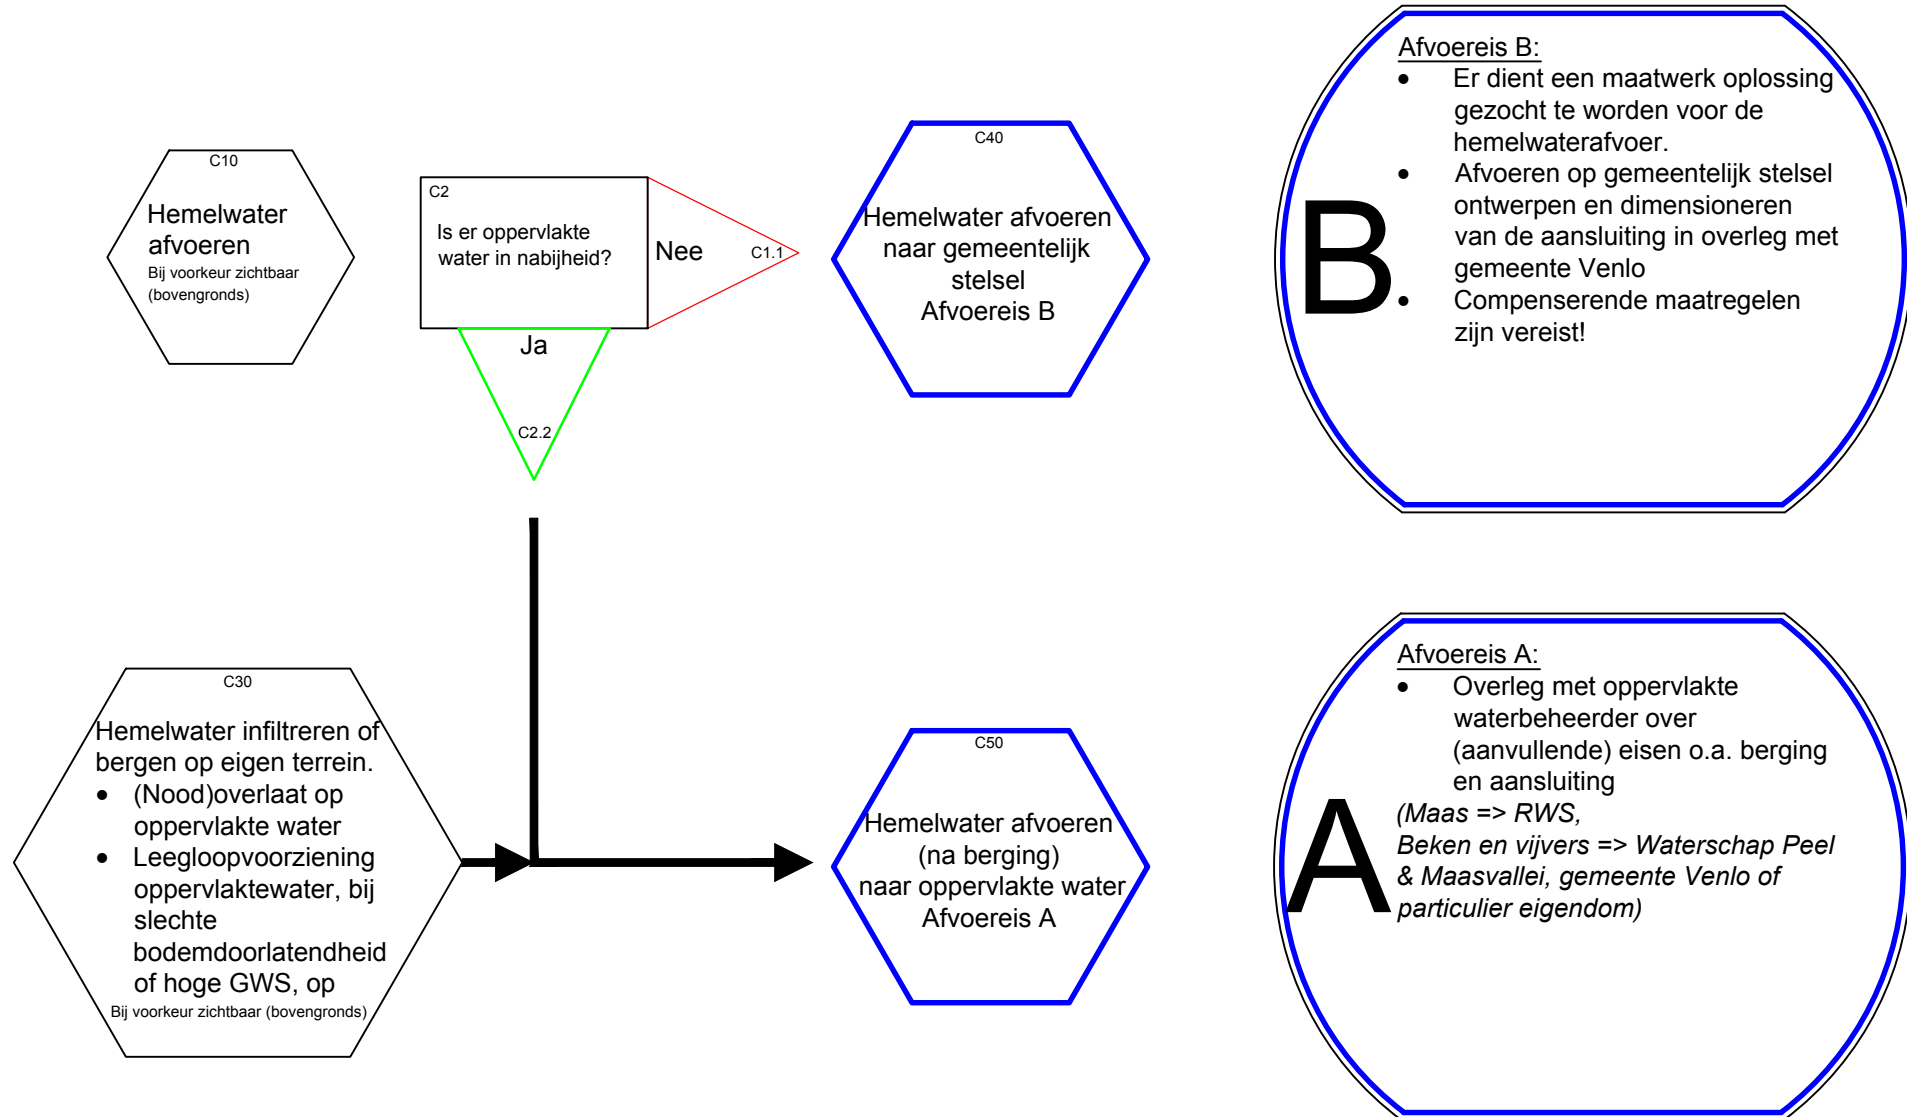 C10
Hemelwater
afvoeren
Bij voorkeur zichtbaar
(bovengronds)
C2
Is er oppervlakte
water in nabijheid?
Nee
C1.1
Ja
C2.2
C40
Hemelwater afvoeren
naar gemeentelijk
stelsel
Afvoereis B
B
Afvoereis B:
• Er dient een maatwerk oplossing
gezocht te worden voor de
hemelwaterafvoer.
• Afvoeren op gemeentelijk stelsel
ontwerpen en dimensioneren
van de aansluiting in overleg met
gemeente Venlo
• Compenserende maatregelen
zijn vereist!
C30
Hemelwater infiltreren of
bergen op eigen terrein.
• (Nood)overlaat op
oppervlakte water
• Leegloopvoorziening
oppervlaktewater, bij
slechte
bodemdoorlatendheid
of hoge GWS, op
Bij voorkeur zichtbaar (bovengronds)
C50
Hemelwater afvoeren
(na berging)
naar oppervlakte water
Afvoereis A
A
Afvoereis A:
• Overleg met oppervlakte
waterbeheerder over
(aanvullende) eisen o.a. berging
en aansluiting
(Maas => RWS,
Beken en vijvers => Waterschap Peel
& Maasvallei, gemeente Venlo of
particulier eigendom)